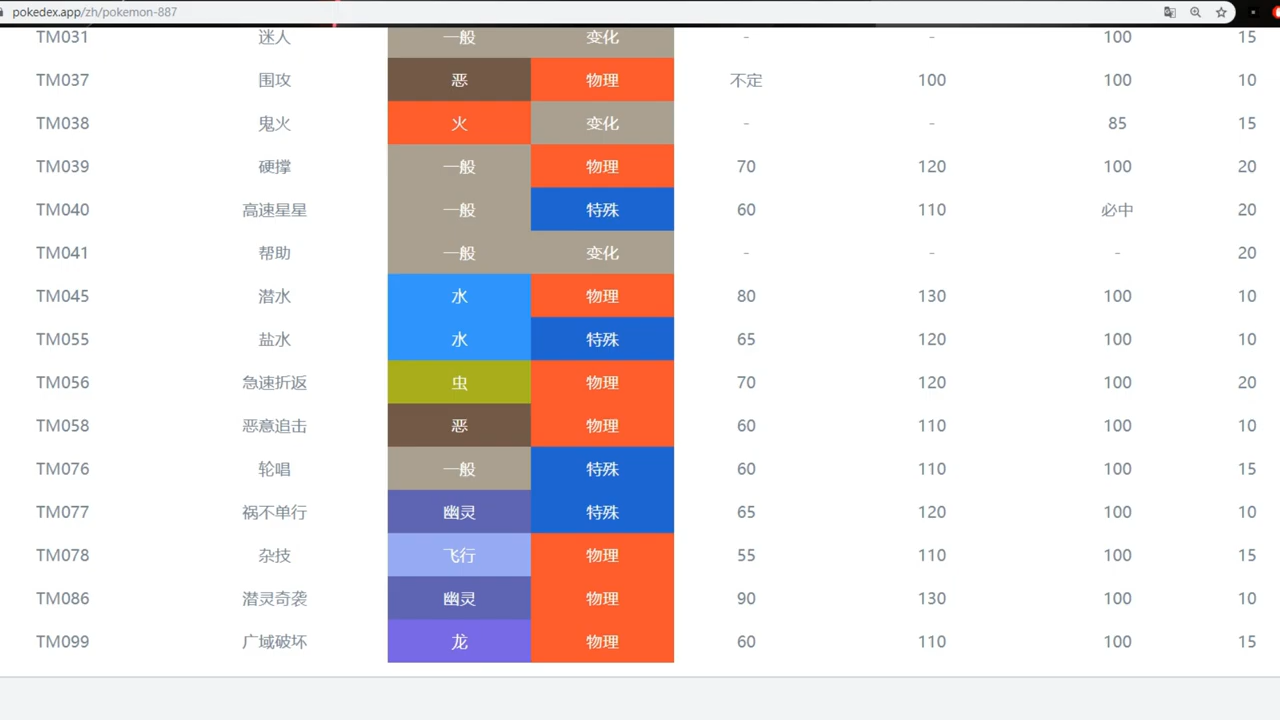 pokedex.app/zh/pokemon-887
TM031 迷人 一般 变化 - - 100 15
TM037 围攻 恶 物理 不定 100 100 10
TM038 鬼火 火 变化 - - 85 15
TM039 硬撑 一般 物理 70 120 100 20
TM040 高速星星 一般 特殊 60 110 必中 20
TM041 帮助 一般 变化 - - - 20
TM045 潜水 水 物理 80 130 100 10
TM055 盐水 水 特殊 65 120 100 10
TM056 急速折返 虫 物理 70 120 100 20
TM058 恶意追击 恶 物理 60 110 100 10
TM076 轮唱 一般 特殊 60 110 100 15
TM077 祸不单行 幽灵 特殊 65 120 100 10
TM078 杂技 飞行 物理 55 110 100 15
TM086 潜灵奇袭 幽灵 物理 90 130 100 10
TM099 广域破坏 龙 物理 60 110 100 15